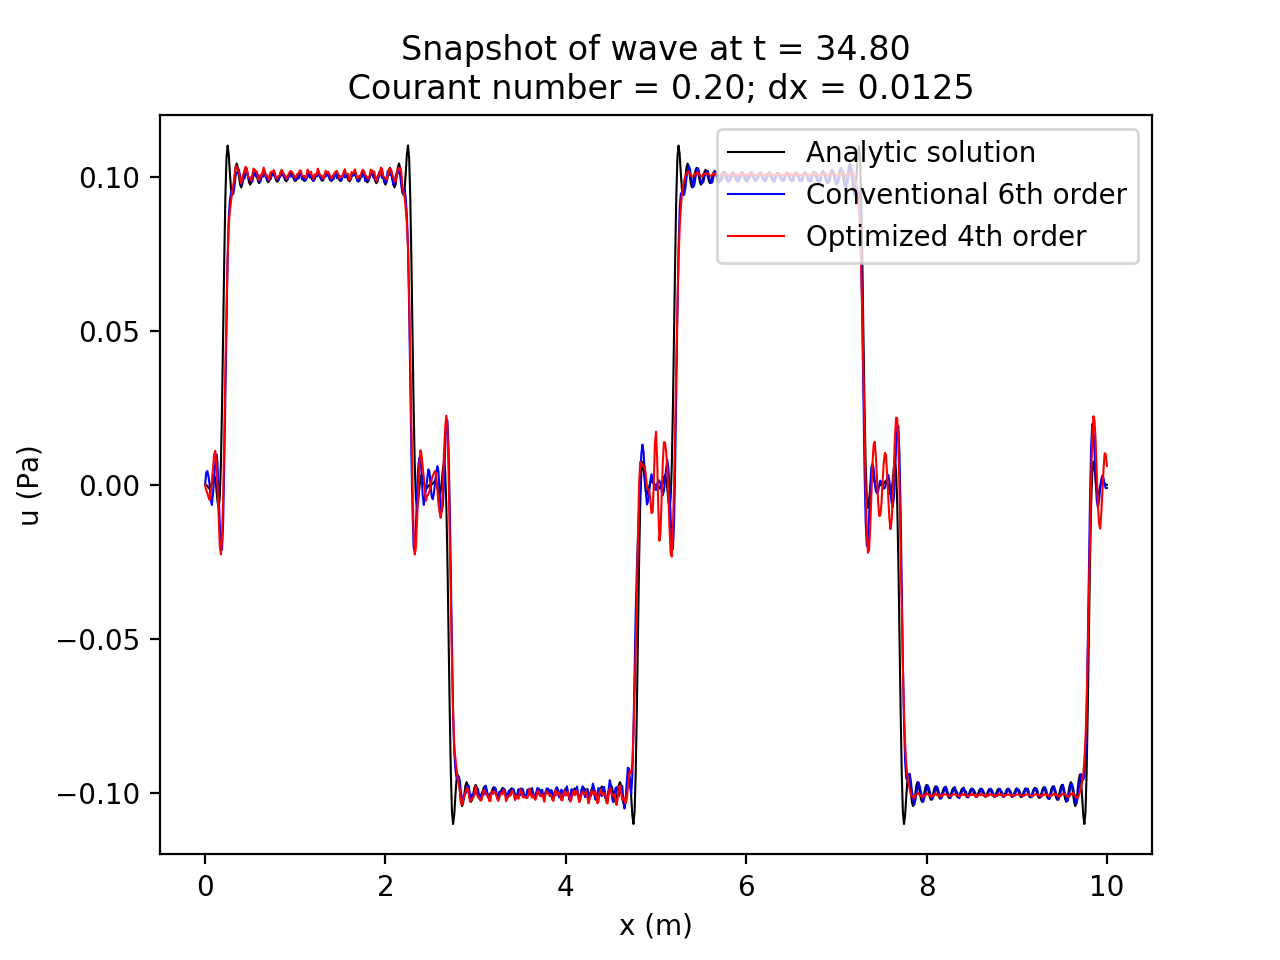 Snapshot of wave at t = 34.80
Courant number = 0.20; dx = 0.0125
Analytic solution
Conventional 6th order
Optimized 4th order
0.10
0.05
0.00
−0.05
−0.10
u (Pa)
0 2 4 6 8 10
x (m)